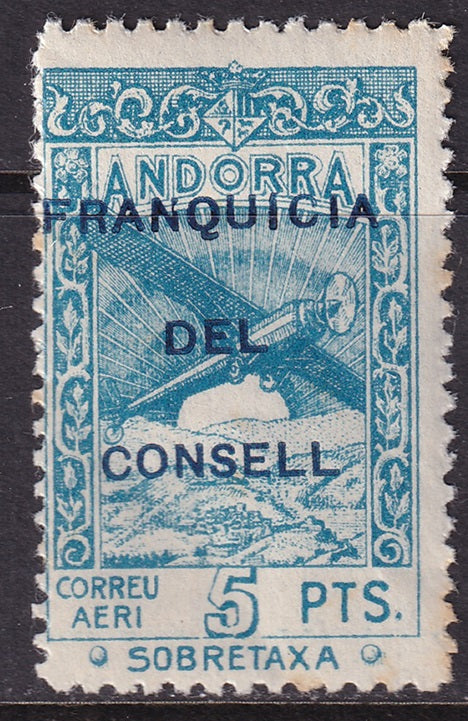 ANDORRA
FRANQUICIA
DEL
CONSELL
CORREU
AERI
5 PTS.
SOBRETAXA